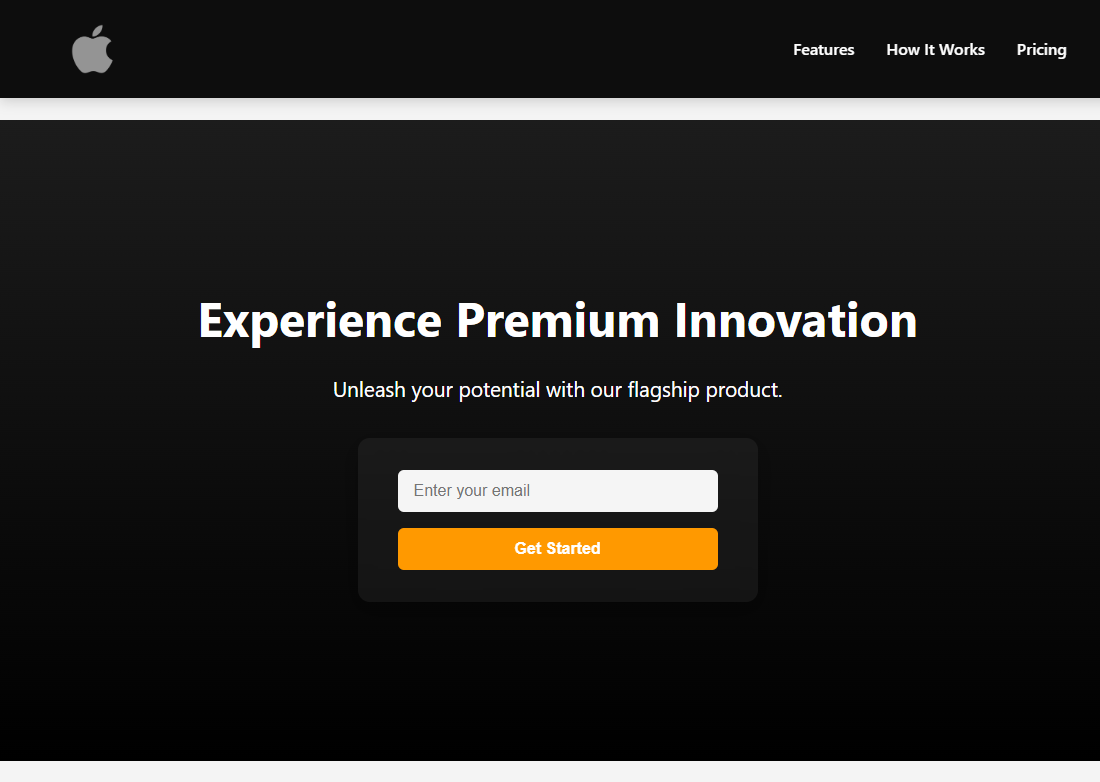 Features How It Works Pricing
Experience Premium Innovation
Unleash your potential with our flagship product.
Enter your email
Get Started